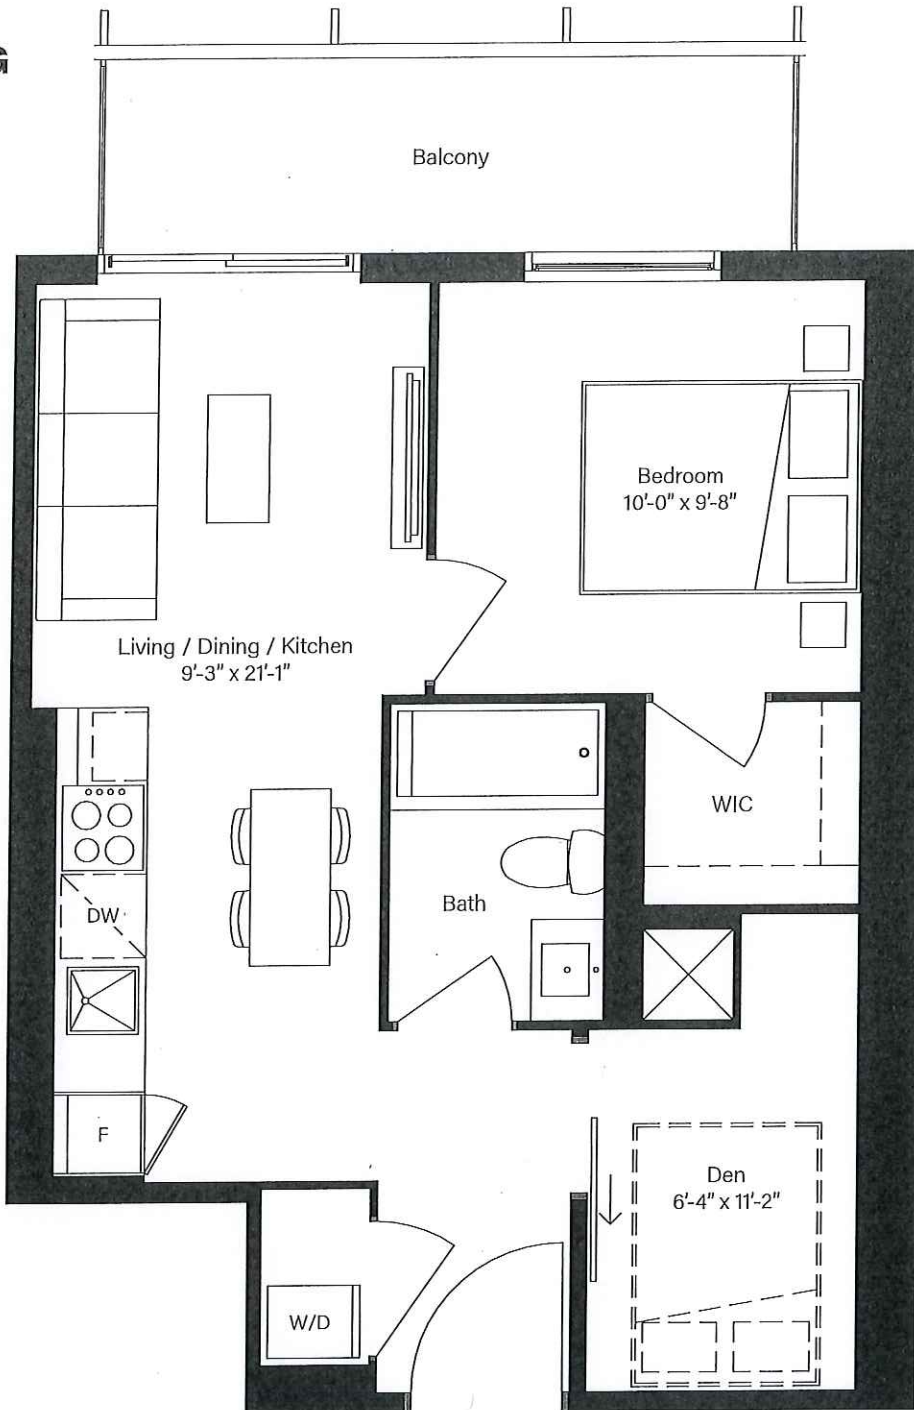 G
Balcony
Bedroom
10'-0" x 9'-8"
Living / Dining / Kitchen
9'-3" x 21'-1"
WIC
Bath
DW
F
Den
6'-4" x 11'-2"
W/D